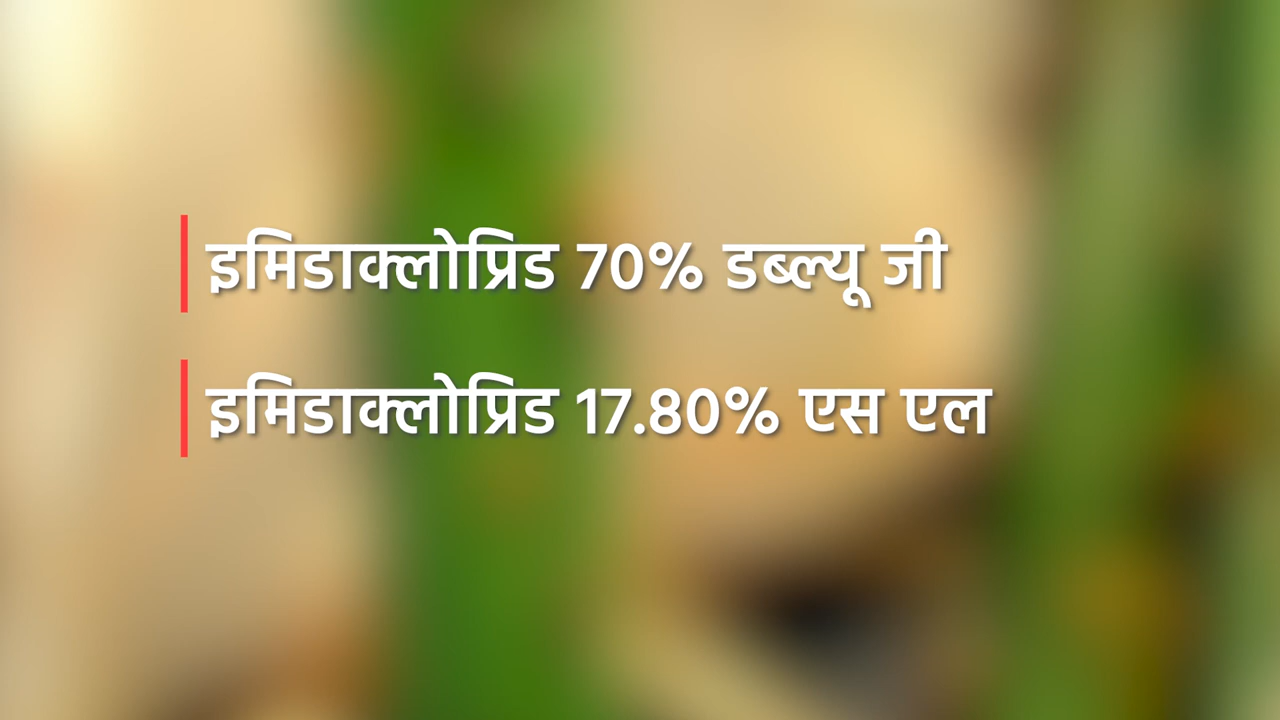 इमिडाक्लोप्रिड 70% डब्ल्यू जी
इमिडाक्लोप्रिड 17.80% एस एल